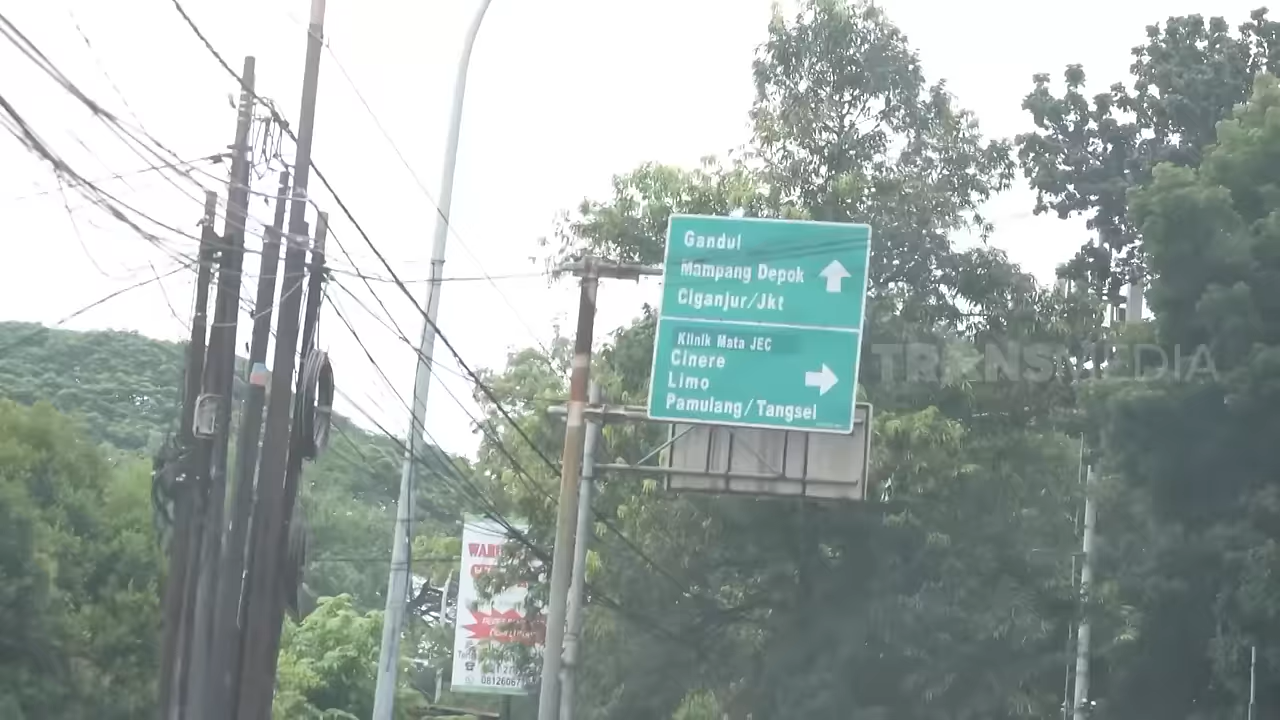 Gandul
Mampang Depok
Ciganjur/Jkt
Klinik Mata JEC
Cinere
Limo
Pamulang/Tangsel
TRANSMEDIA